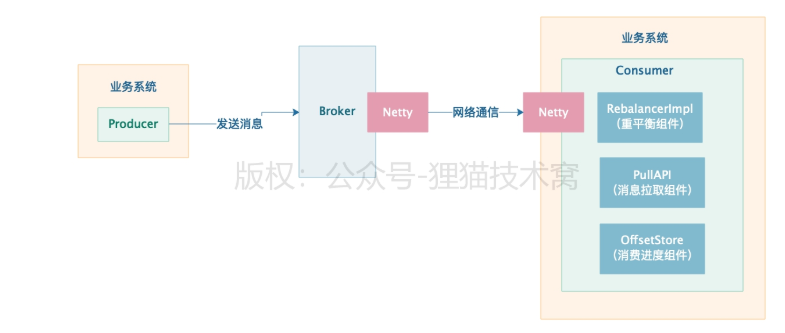 业务系统
Producer
发送消息
Broker
Netty
网络通信
Netty
业务系统
Consumer
RebalancerImpl
（重平衡组件）
PullAPI
（消息拉取组件）
OffsetStore
（消费进度组件）
版权：公众号-狸猫技术窝